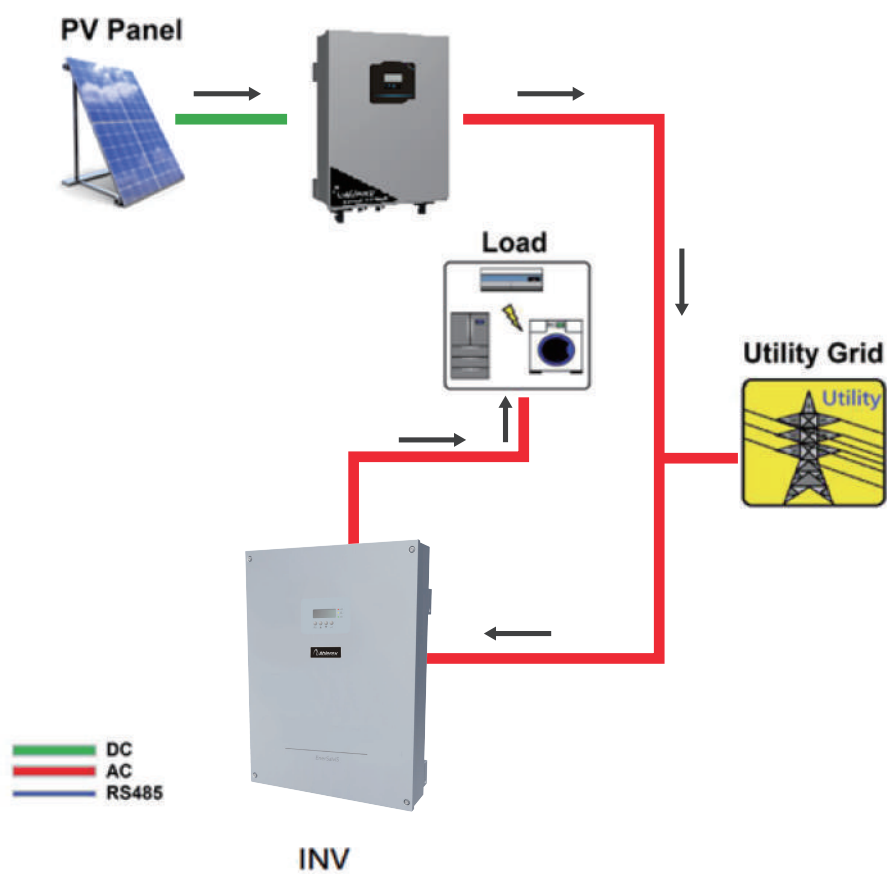 PV Panel
Load
Utility Grid
Utility
DC
AC
RS485
INV